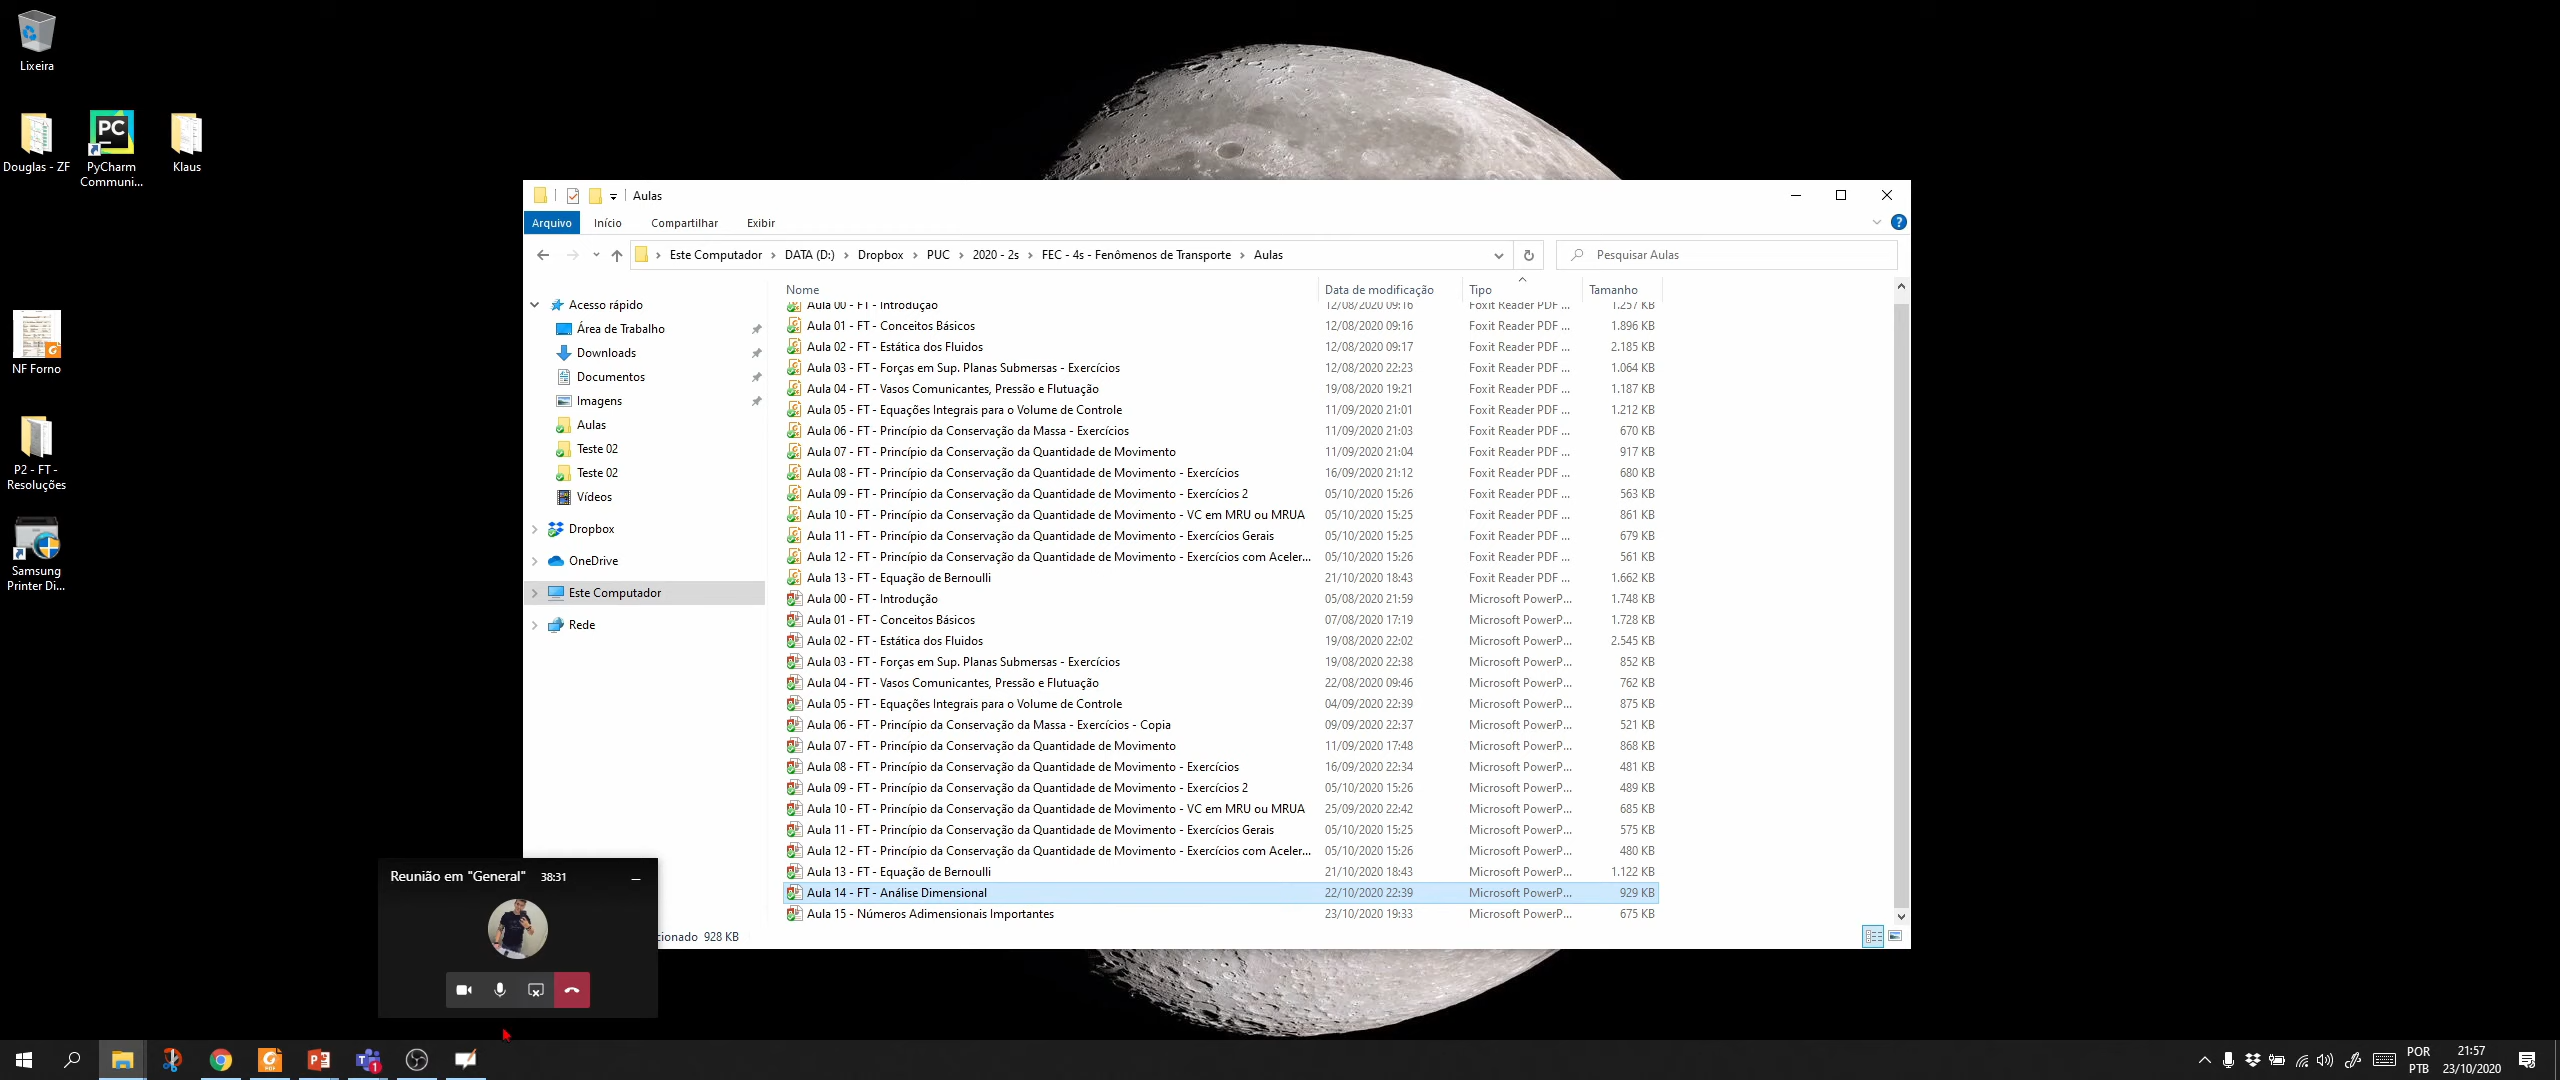 Lixeira
Douglas - ZF
PyCharm
Communi...
Klaus
NF Forno
P2 - FT -
Resoluções
Samsung
Printer Di...
Aulas
Arquivo Início Compartilhar Exibir
Este Computador > DATA (D:) > Dropbox > PUC > 2020 - 2s > FEC - 4s - Fenômenos de Transporte > Aulas
Pesquisar Aulas
Acesso rápido
Área de Trabalho
Downloads
Documentos
Imagens
Aulas
Teste 02
Teste 02
Vídeos
Dropbox
OneDrive
Este Computador
Rede
Nome Data de modificação Tipo Tamanho
Aula 00 - FT - Introdução 12/08/2020 09:16 Foxit Reader PDF ... 1.257 KB
Aula 01 - FT - Conceitos Básicos 12/08/2020 09:16 Foxit Reader PDF ... 1.896 KB
Aula 02 - FT - Estática dos Fluidos 12/08/2020 09:17 Foxit Reader PDF ... 2.185 KB
Aula 03 - FT - Forças em Sup. Planas Submersas - Exercícios 12/08/2020 22:23 Foxit Reader PDF ... 1.064 KB
Aula 04 - FT - Vasos Comunicantes, Pressão e Flutuação 19/08/2020 19:21 Foxit Reader PDF ... 1.187 KB
Aula 05 - FT - Equações Integrais para o Volume de Controle 11/09/2020 21:01 Foxit Reader PDF ... 1.212 KB
Aula 06 - FT - Princípio da Conservação da Massa - Exercícios 11/09/2020 21:03 Foxit Reader PDF ... 670 KB
Aula 07 - FT - Princípio da Conservação da Quantidade de Movimento 11/09/2020 21:04 Foxit Reader PDF ... 917 KB
Aula 08 - FT - Princípio da Conservação da Quantidade de Movimento - Exercícios 16/09/2020 21:12 Foxit Reader PDF ... 680 KB
Aula 09 - FT - Princípio da Conservação da Quantidade de Movimento - Exercícios 2 05/10/2020 15:26 Foxit Reader PDF ... 563 KB
Aula 10 - FT - Princípio da Conservação da Quantidade de Movimento - VC em MRU ou MRUA 05/10/2020 15:25 Foxit Reader PDF ... 861 KB
Aula 11 - FT - Princípio da Conservação da Quantidade de Movimento - Exercícios Gerais 05/10/2020 15:25 Foxit Reader PDF ... 679 KB
Aula 12 - FT - Princípio da Conservação da Quantidade de Movimento - Exercícios com Aceler... 05/10/2020 15:26 Foxit Reader PDF ... 561 KB
Aula 13 - FT - Equação de Bernoulli 21/10/2020 18:43 Foxit Reader PDF ... 1.662 KB
Aula 00 - FT - Introdução 05/08/2020 21:59 Microsoft PowerP... 1.748 KB
Aula 01 - FT - Conceitos Básicos 07/08/2020 17:19 Microsoft PowerP... 1.728 KB
Aula 02 - FT - Estática dos Fluidos 19/08/2020 22:02 Microsoft PowerP... 2.545 KB
Aula 03 - FT - Forças em Sup. Planas Submersas - Exercícios 19/08/2020 22:38 Microsoft PowerP... 852 KB
Aula 04 - FT - Vasos Comunicantes, Pressão e Flutuação 22/08/2020 09:46 Microsoft PowerP... 762 KB
Aula 05 - FT - Equações Integrais para o Volume de Controle 04/09/2020 22:39 Microsoft PowerP... 875 KB
Aula 06 - FT - Princípio da Conservação da Massa - Exercícios - Copia 09/09/2020 22:37 Microsoft PowerP... 521 KB
Aula 07 - FT - Princípio da Conservação da Quantidade de Movimento 11/09/2020 17:48 Microsoft PowerP... 868 KB
Aula 08 - FT - Princípio da Conservação da Quantidade de Movimento - Exercícios 16/09/2020 22:34 Microsoft PowerP... 481 KB
Aula 09 - FT - Princípio da Conservação da Quantidade de Movimento - Exercícios 2 05/10/2020 15:26 Microsoft PowerP... 489 KB
Aula 10 - FT - Princípio da Conservação da Quantidade de Movimento - VC em MRU ou MRUA 25/09/2020 22:42 Microsoft PowerP... 685 KB
Aula 11 - FT - Princípio da Conservação da Quantidade de Movimento - Exercícios Gerais 05/10/2020 15:25 Microsoft PowerP... 575 KB
Aula 12 - FT - Princípio da Conservação da Quantidade de Movimento - Exercícios com Aceler... 05/10/2020 15:26 Microsoft PowerP... 480 KB
Aula 13 - FT - Equação de Bernoulli 21/10/2020 18:43 Microsoft PowerP... 1.122 KB
Aula 14 - FT - Análise Dimensional 22/10/2020 22:39 Microsoft PowerP... 929 KB
Aula 15 - Números Adimensionais Importantes 23/10/2020 19:33 Microsoft PowerP... 675 KB
cionado 928 KB
Reunião em "General" 38:31
POR
PTB
21:57
23/10/2020